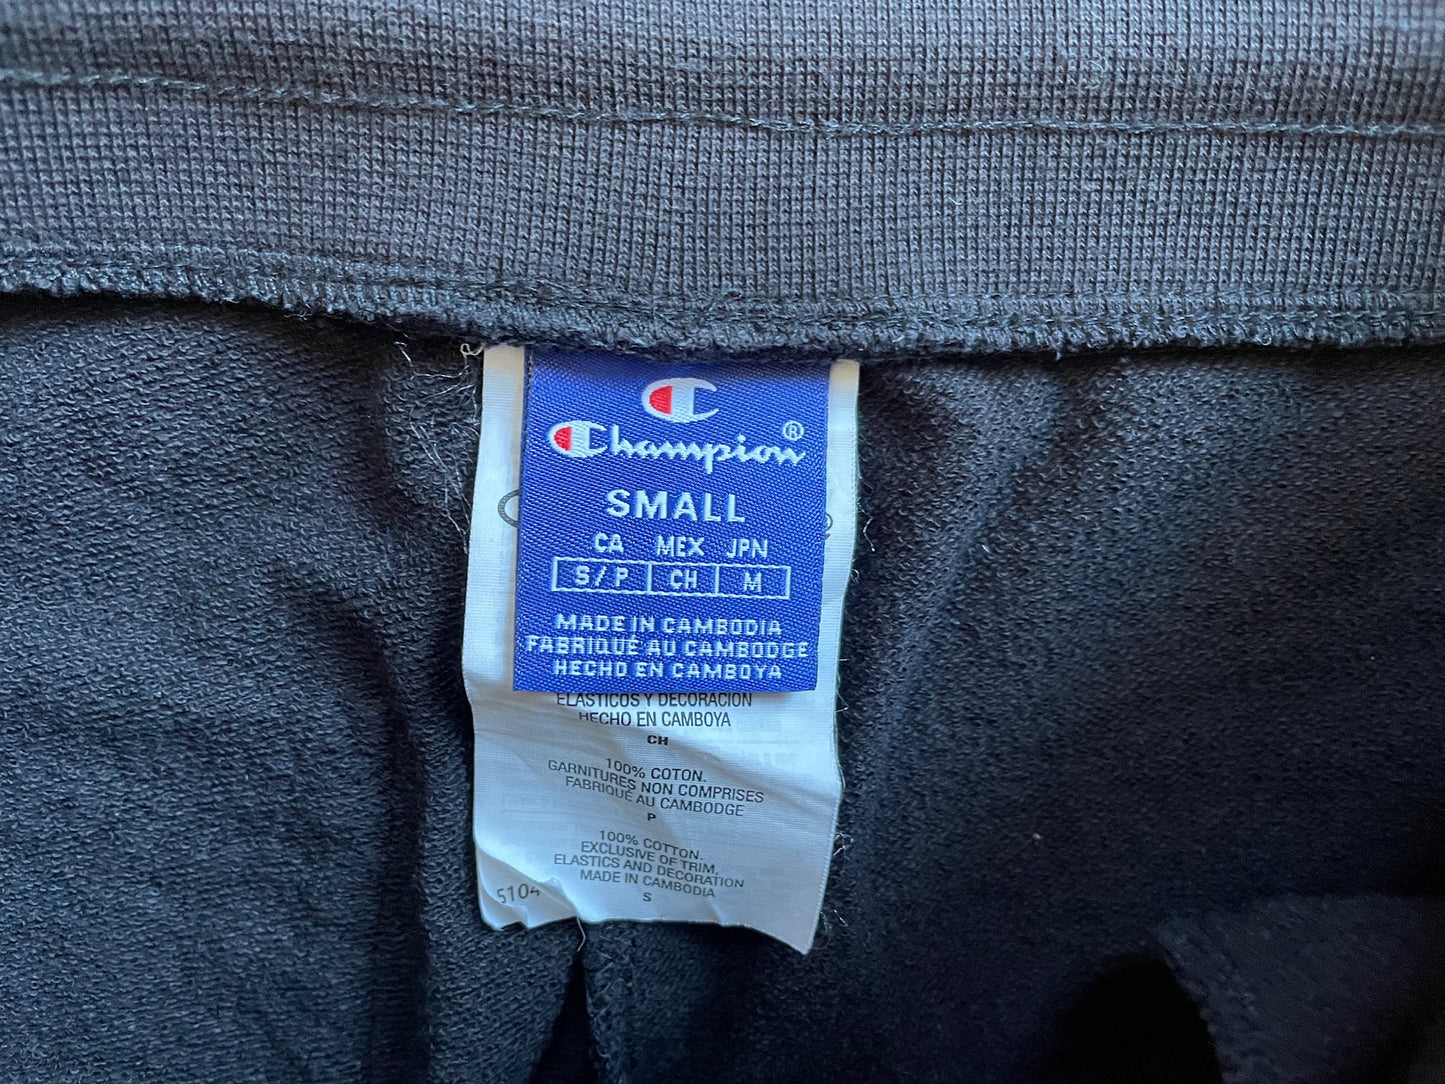 Champion®
SMALL
CA MEX JPN
S/P CH M
MADE IN CAMBODIA
FABRIQUÉ AU CAMBODGE
HECHO EN CAMBOYA
ELASTICOS Y DECORACION
HECHO EN CAMBOYA
CH
100% COTON.
GARNITURES NON COMPRISES
FABRIQUÉ AU CAMBODGE
P
100% COTTON.
EXCLUSIVE OF TRIM,
ELASTICS AND DECORATION
MADE IN CAMBODIA
S
5104